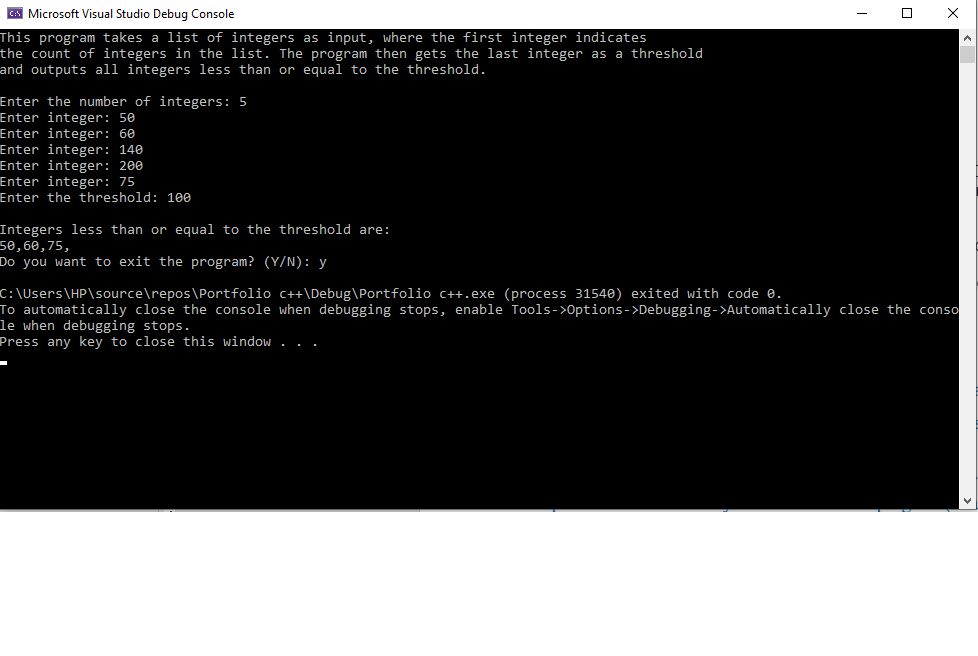 Microsoft Visual Studio Debug Console
This program takes a list of integers as input, where the first integer indicates
the count of integers in the list. The program then gets the last integer as a threshold
and outputs all integers less than or equal to the threshold.
Enter the number of integers: 5
Enter integer: 50
Enter integer: 60
Enter integer: 140
Enter integer: 200
Enter integer: 75
Enter the threshold: 100
Integers less than or equal to the threshold are:
50,60,75,
Do you want to exit the program? (Y/N): y
C:\Users\HP\source\repos\Portfolio c++\Debug\Portfolio c++.exe (process 31540) exited with code 0.
To automatically close the console when debugging stops, enable Tools->Options->Debugging->Automatically close the conso
le when debugging stops.
Press any key to close this window . . .